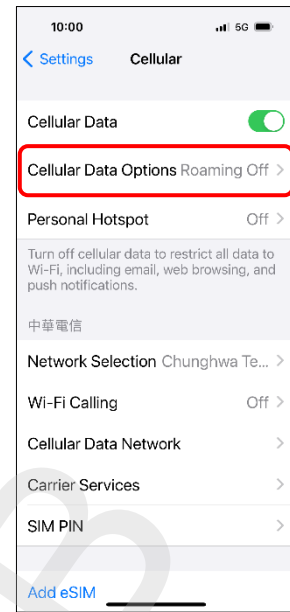 10:00 5G
Settings Cellular
Cellular Data
Cellular Data Options Roaming Off
Personal Hotspot Off
Turn off cellular data to restrict all data to
Wi-Fi, including email, web browsing, and
push notifications.
中華電信
Network Selection Chunghwa Te...
Wi-Fi Calling Off
Cellular Data Network
Carrier Services
SIM PIN
Add eSIM